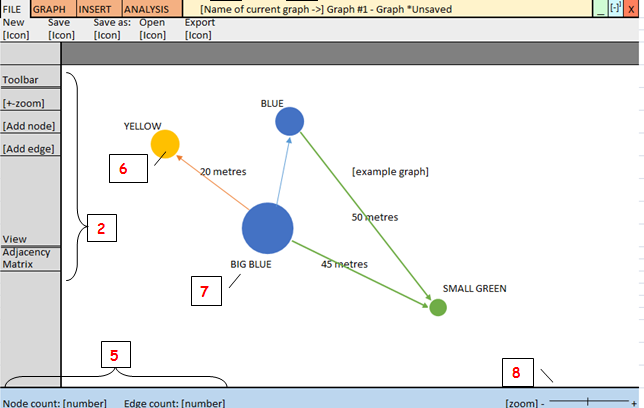 FILE GRAPH INSERT ANALYSIS [Name of current graph ->] Graph #1 - Graph *Unsaved _ [-] X
New Save Save as: Open Export
[Icon] [Icon] [Icon] [Icon] [Icon]
Toolbar
[+-zoom]
[Add node]
[Add edge]
View
Adjacency
Matrix
BLUE
YELLOW
6
20 metres
[example graph]
2
50 metres
BIG BLUE
45 metres
7
SMALL GREEN
5
8
Node count: [number] Edge count: [number] [zoom] - +